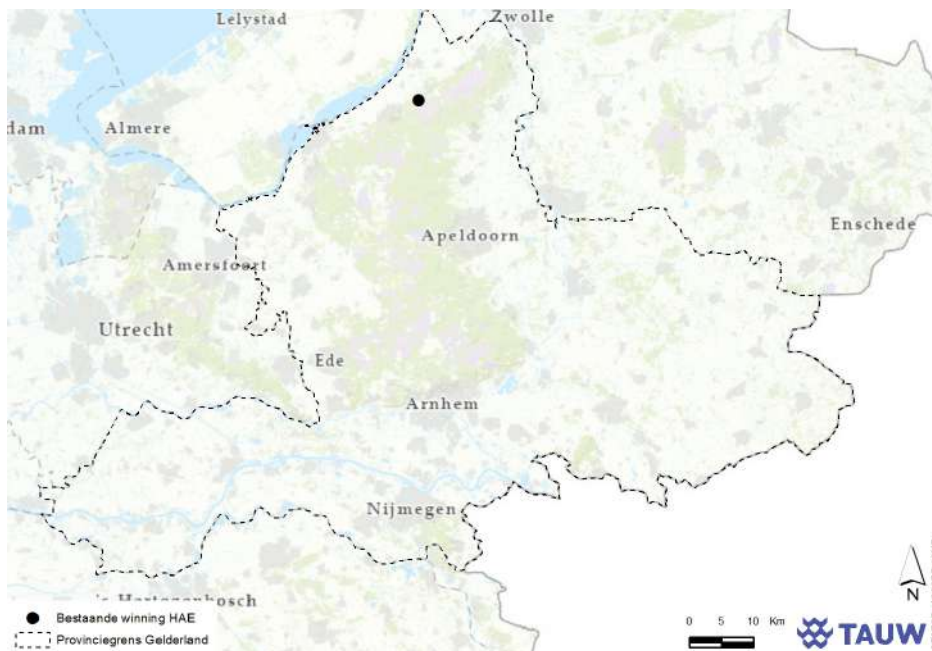 Lelystad
Zwolle
dam
Almere
Apeldoorn
Enschede
Amersfoort
Utrecht
Ede
Arnhem
Nijmegen
's Hertogenbosch
Bestaande winning HAE
Provinciegrens Gelderland
0 5 10 Km
N
TAUW